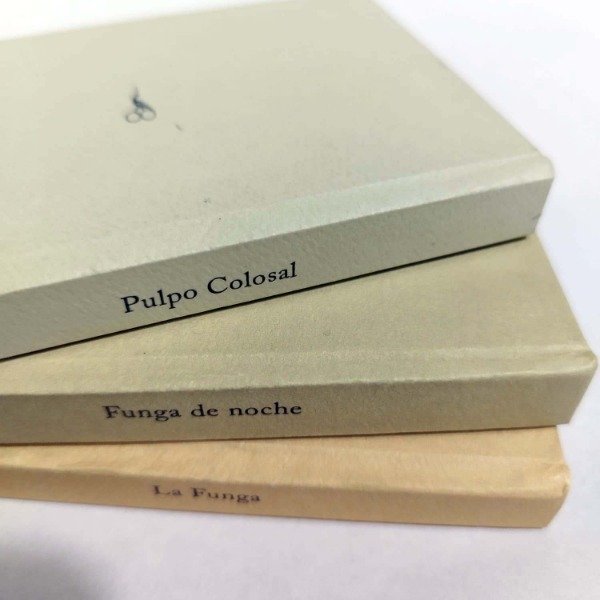 Pulpo Colosal
Funga de noche
La Funga